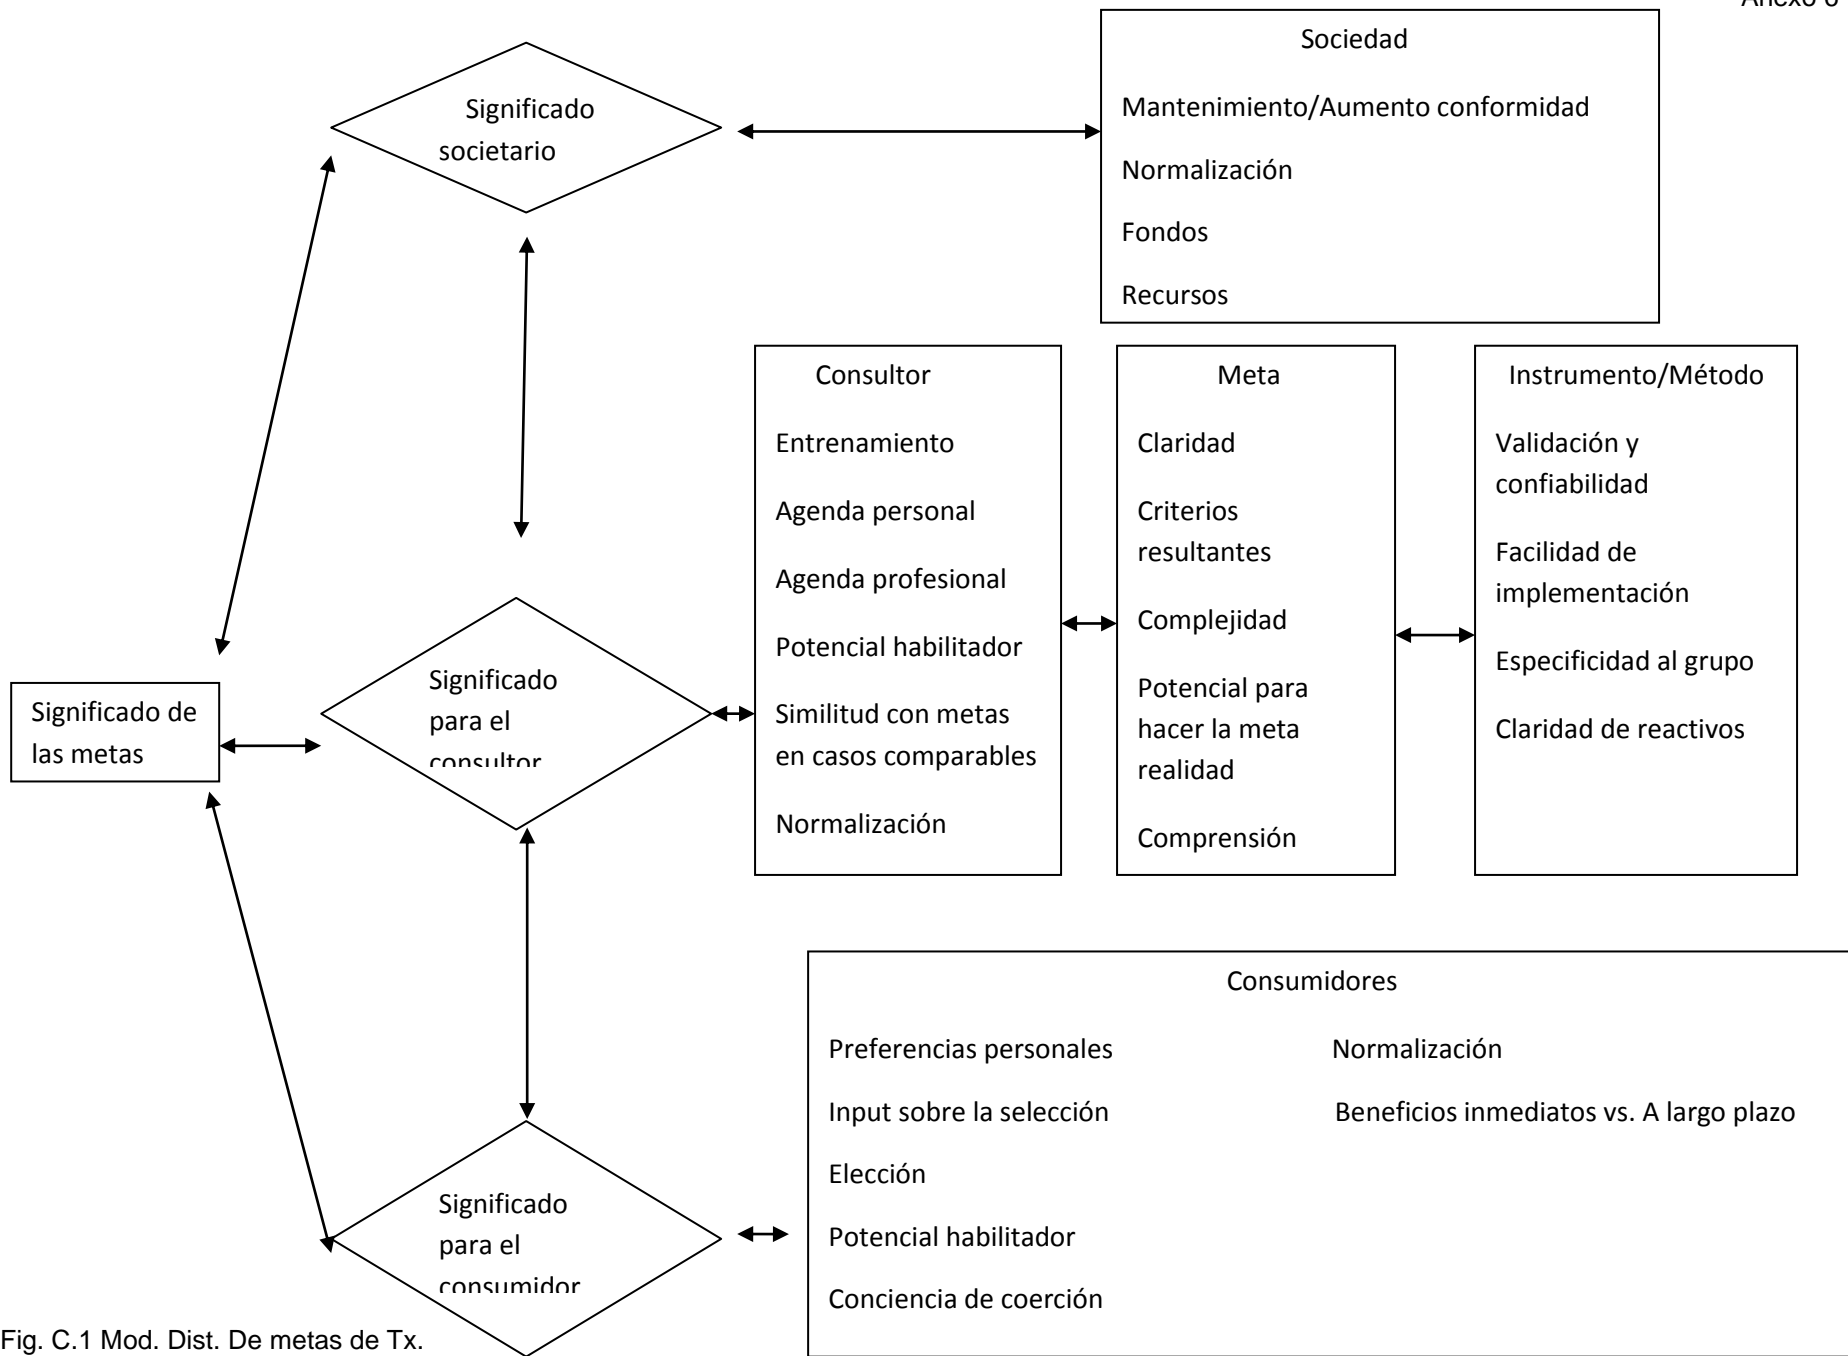 Sociedad
Mantenimiento/Aumento conformidad
Normalización
Fondos
Recursos
Significado
societario
Consultor
Entrenamiento
Agenda personal
Agenda profesional
Potencial habilitador
Similitud con metas
en casos comparables
Normalización
Meta
Claridad
Criterios
resultantes
Complejidad
Potencial para
hacer la meta
realidad
Comprensión
Instrumento/Método
Validación y
confiabilidad
Facilidad de
implementación
Especificidad al grupo
Claridad de reactivos
Significado
para el
consultor
Significado de
las metas
Consumidores
Preferencias personales
Input sobre la selección
Elección
Potencial habilitador
Conciencia de coerción
Normalización
Beneficios inmediatos vs. A largo plazo
Significado
para el
consumidor
Fig. C.1 Mod. Dist. De metas de Tx.